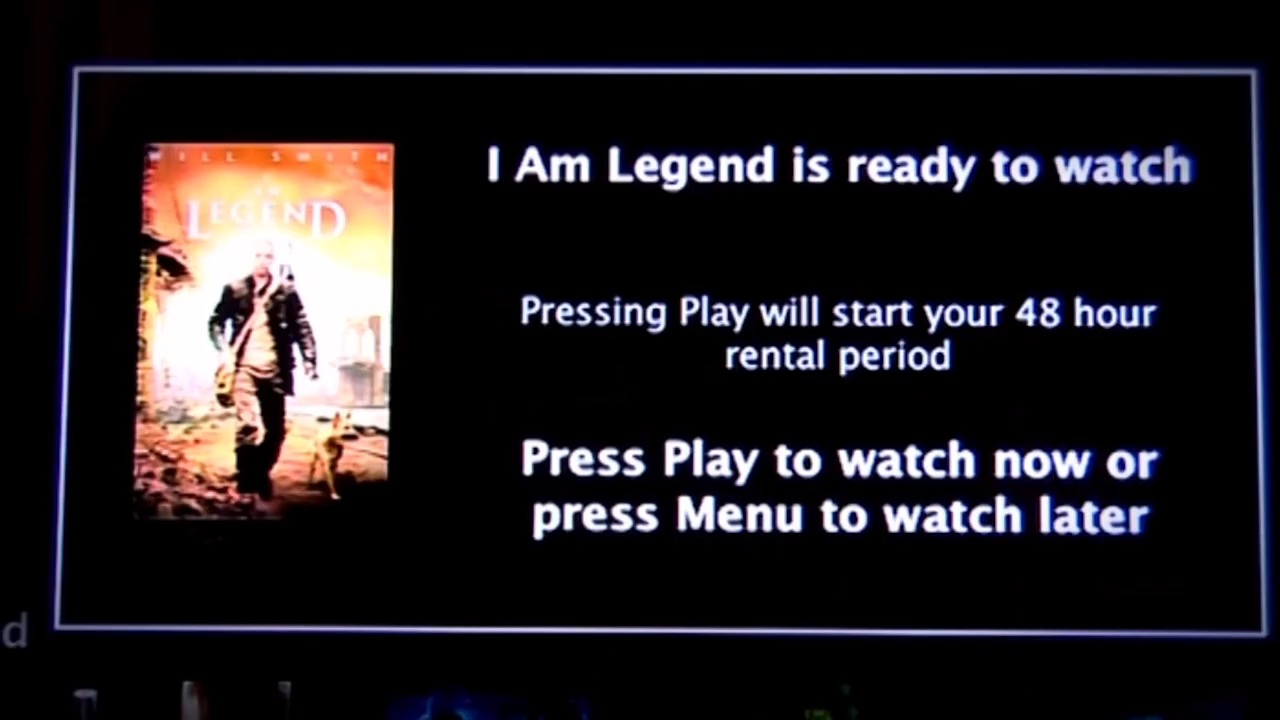 WILL SMITH
I AM
LEGEND
I Am Legend is ready to watch
Pressing Play will start your 48 hour
rental period
Press Play to watch now or
press Menu to watch later
d